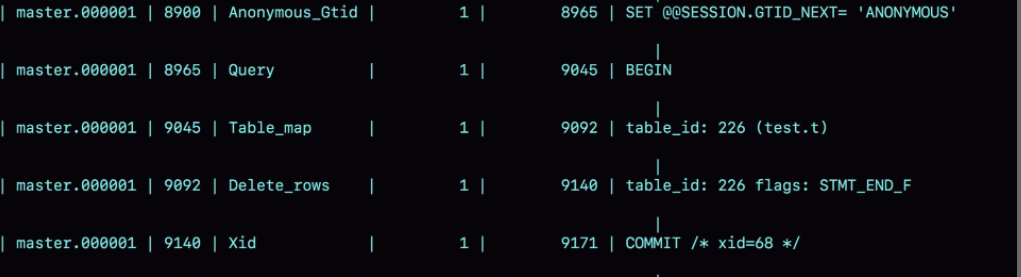 | master.000001 | 8900 | Anonymous_Gtid | 1 | 8965 | SET @@SESSION.GTID_NEXT= 'ANONYMOUS'
|
| master.000001 | 8965 | Query | 1 | 9045 | BEGIN
|
| master.000001 | 9045 | Table_map | 1 | 9092 | table_id: 226 (test.t)
|
| master.000001 | 9092 | Delete_rows | 1 | 9140 | table_id: 226 flags: STMT_END_F
|
| master.000001 | 9140 | Xid | 1 | 9171 | COMMIT /* xid=68 */